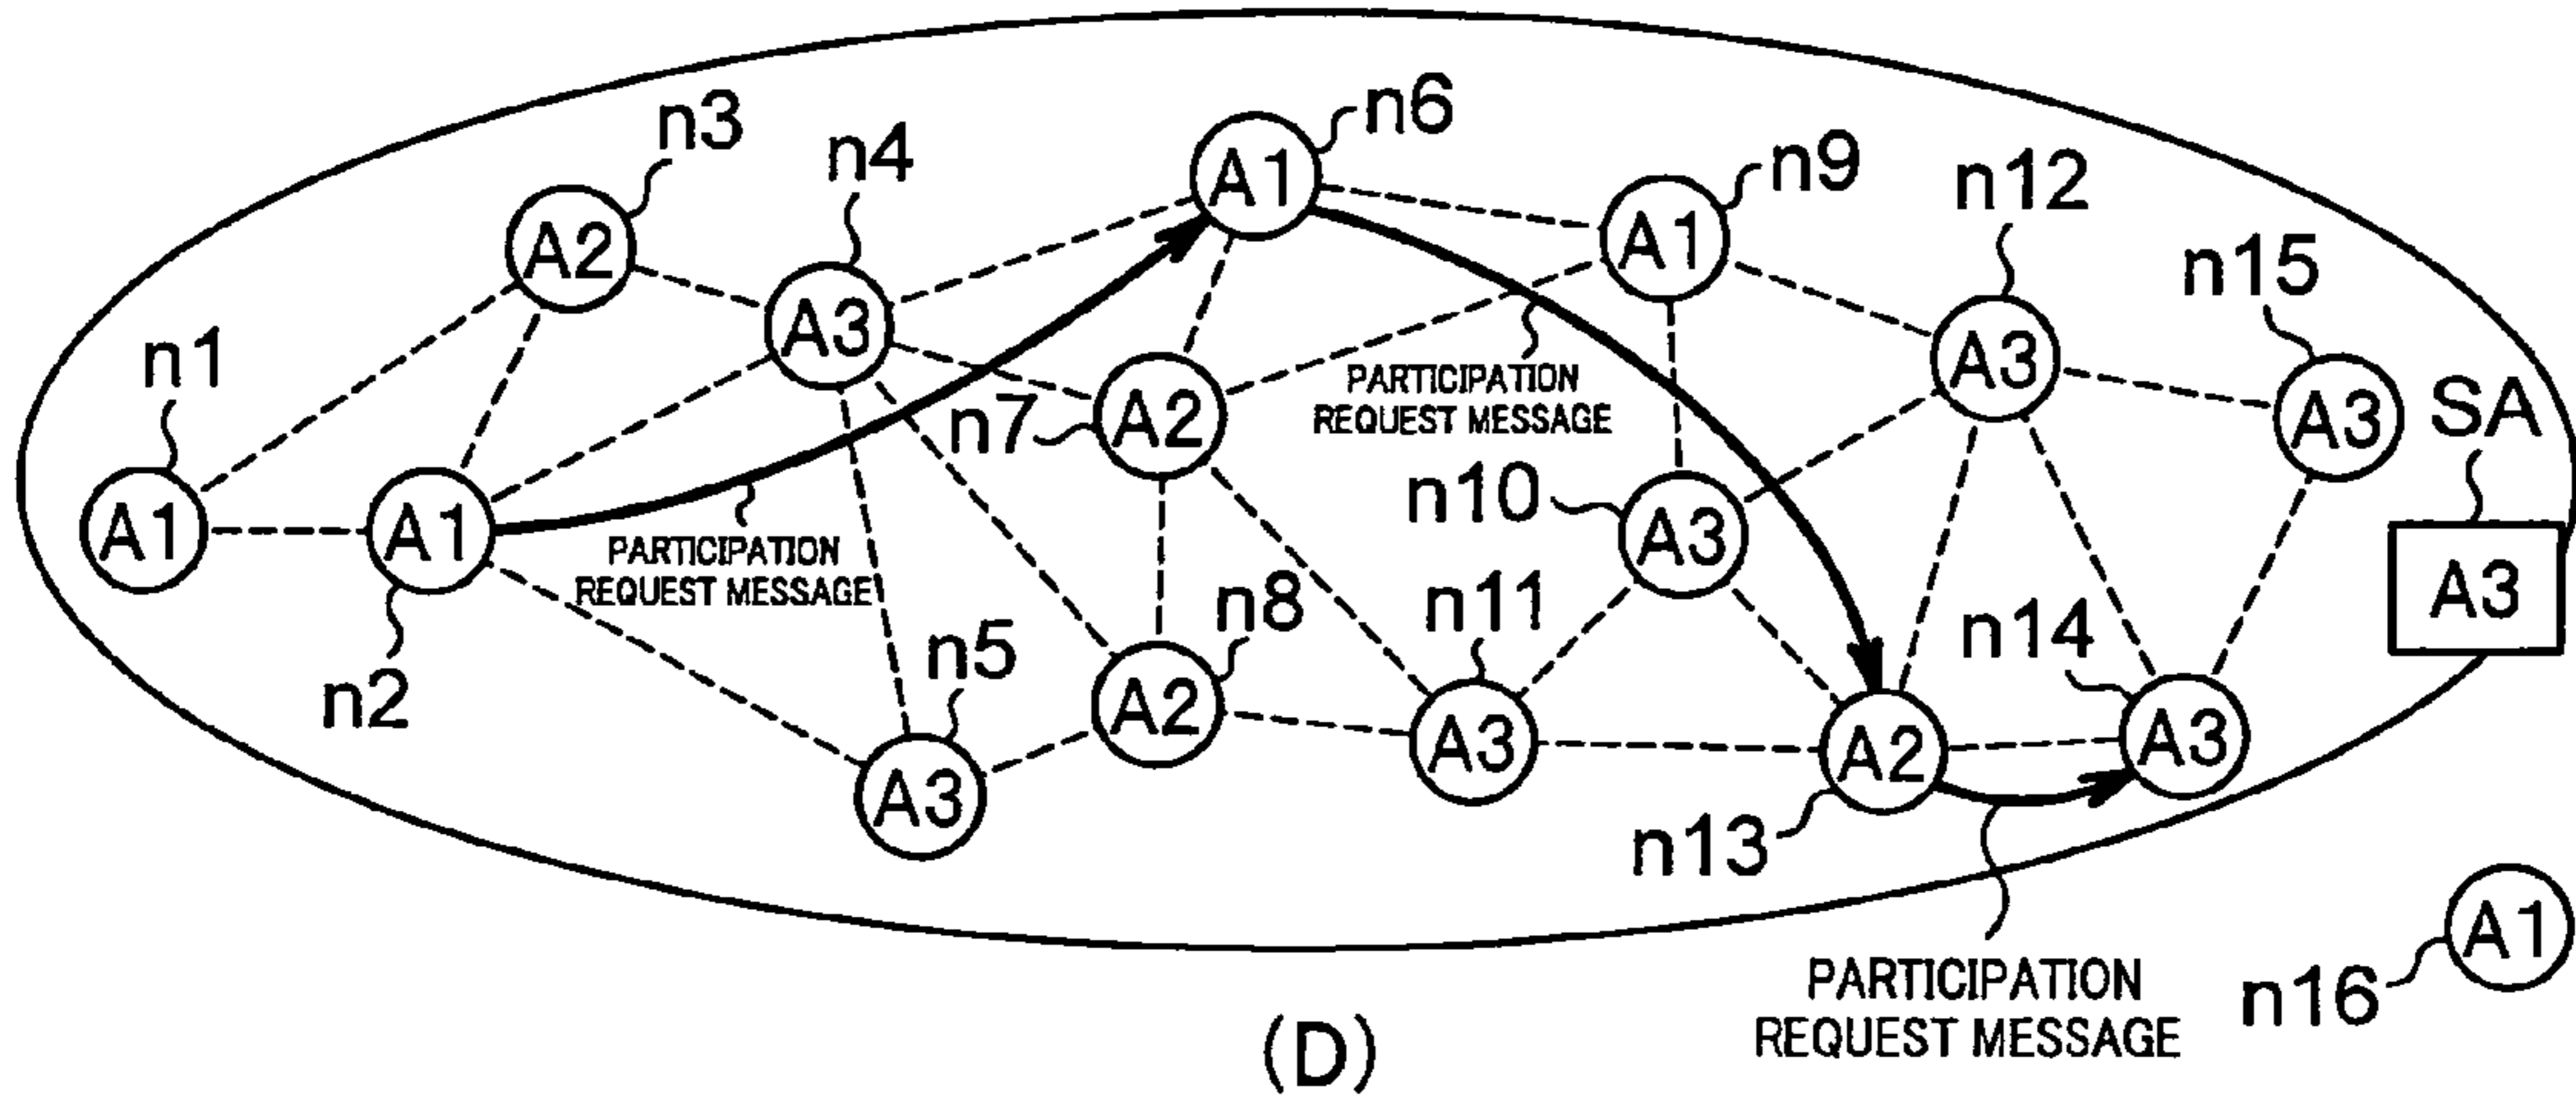 n3
n4
n6
n9
n12
n15
n1
A2
A1
A1
A3
A3
A3
SA
n7
A2
PARTICIPATION
REQUEST MESSAGE
A1
A1
n2
PARTICIPATION
REQUEST MESSAGE
n10
A3
A3
n5
A3
n8
A2
n11
A3
n13
A2
n14
A3
n16
A1
PARTICIPATION
REQUEST MESSAGE
(D)